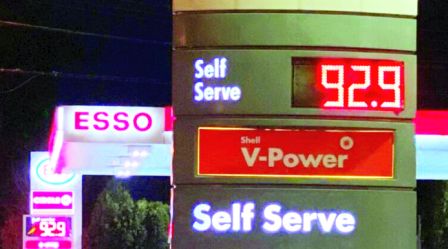 Self
Serve
92.9
ESSO
Shell
V-Power
Self Serve
92.9